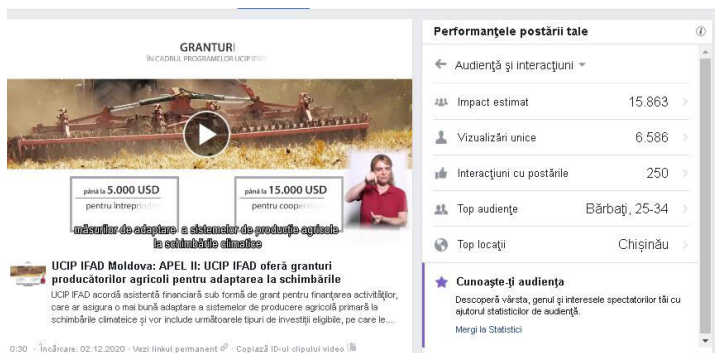 GRANTURI
ÎN CADRUL PROGRAMELOR UCIP IFAD
până la 5.000 USD
pentru întreprinde
până la 15.000 USD
pentru cooper
măsurilor de adaptare a sistemelor de producție agricole
la schimbările climatice
UCIP IFAD Moldova: APEL II: UCIP IFAD oferă granturi
producătorilor agricoli pentru adaptarea la schimbările
UCIP IFAD acordă asistentă financiară sub formă de grant pentru finanțarea activităților,
care ar asigura o mai bună adaptare a sistemelor de producere agricolă primară la
schimbările climateice și vor include următoarele tipuri de investiții eligibile, pe care le...
0:30 · Încărcare: 02.12.2020 · Vezi linkul permanent · Copiază ID-ul clipului video
Performanțele postării tale
Audiență și interacțiuni
Impact estimat 15.863
Vizualizări unice 6.586
Interacțiuni cu postările 250
Top audiențe Bărbați, 25-34
Top locații Chișinău
Cunoaște-ți audiența
Descoperă vârsta, genul și interesele spectatorilor tăi cu
ajutorul statisticilor de audiență.
Mergi la Statistici